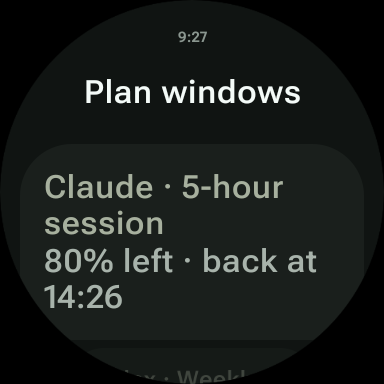 9:27
Plan windows
Claude · 5-hour
session
80% left · back at
14:26